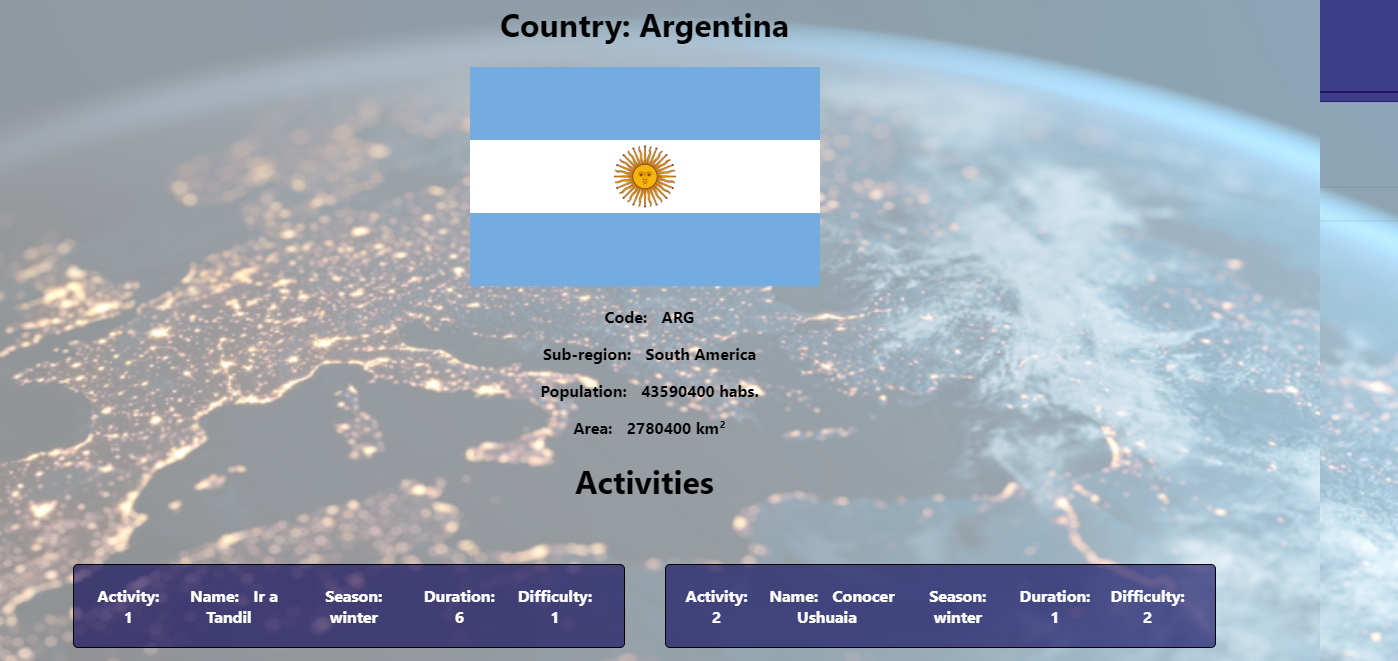 Country: Argentina
Code: ARG
Sub-region: South America
Population: 43590400 habs.
Area: 2780400 km²
Activities
Activity: Name: Ir a Season: Duration: Difficulty:
1 Tandil winter 6 1
Activity: Name: Conocer Season: Duration: Difficulty:
2 Ushuaia winter 1 2